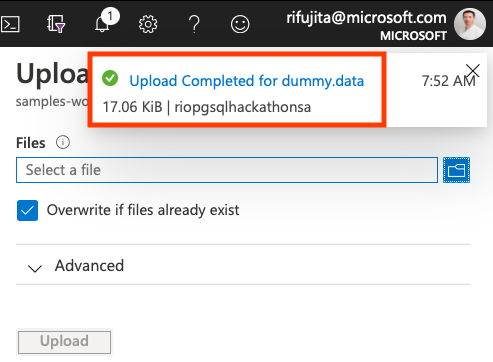 rifujita@microsoft.com
MICROSOFT
Uploa
samples-wo
Upload Completed for dummy.data
7:52 AM
17.06 KiB | riopgsqlhackathonsa
Files
Select a file
Overwrite if files already exist
Advanced
Upload